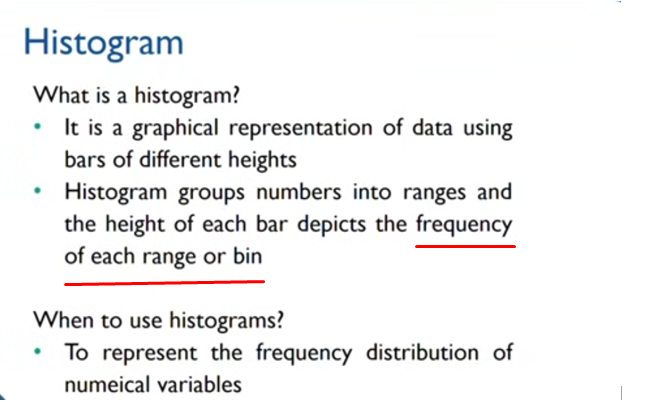 Histogram
What is a histogram?
• It is a graphical representation of data using
bars of different heights
• Histogram groups numbers into ranges and
the height of each bar depicts the frequency
of each range or bin
When to use histograms?
• To represent the frequency distribution of
numeical variables